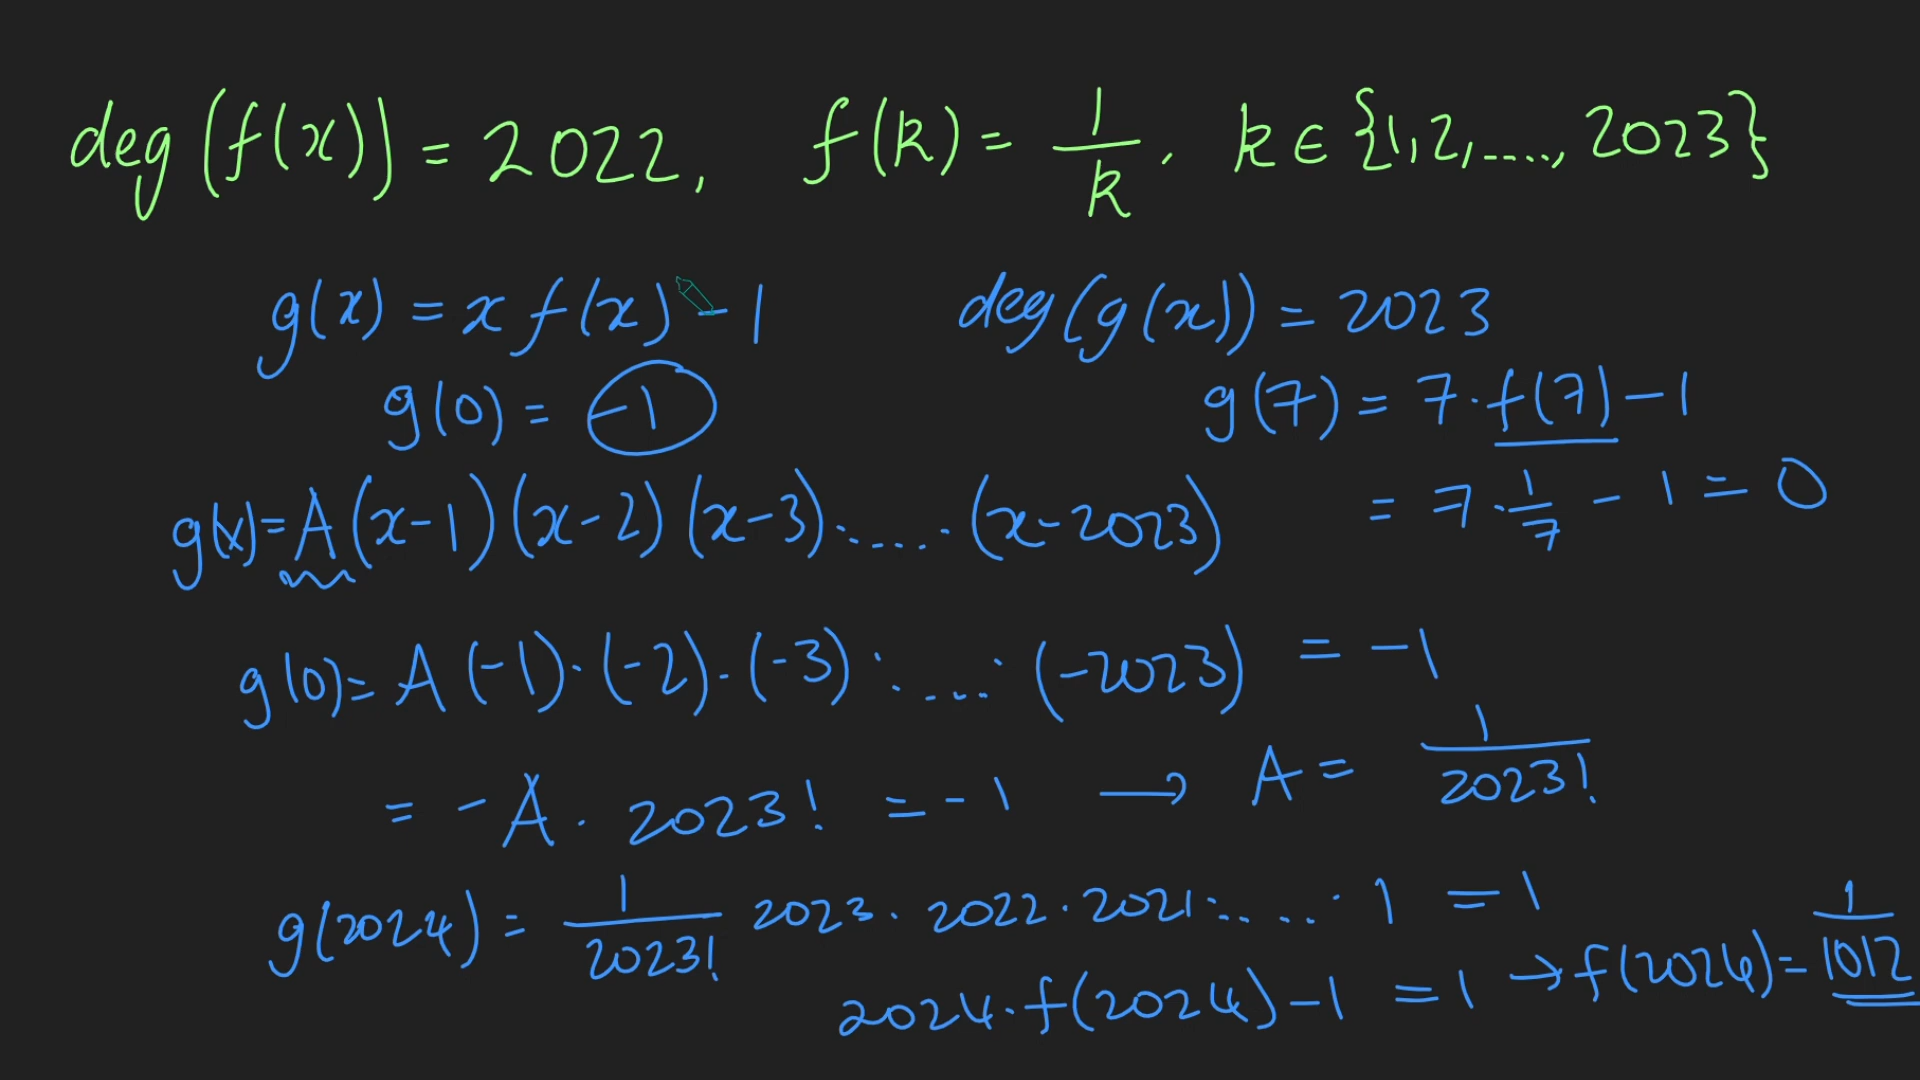 deg(f(x)) = 2022, f(k) = 1/k, k ∈ {1, 2, ...., 2023}
g(x) = x f(x) - 1 deg(g(x)) = 2023
g(0) = -1 g(7) = 7 · f(7) - 1
g(x) = A(x-1)(x-2)(x-3)·....·(x-2023) = 7 · 1/7 - 1 = 0
g(0) = A(-1)·(-2)·(-3)·....·(-2023) = -1
= -A · 2023! = -1 → A = 1/2023!
g(2024) = 1/2023! 2023 · 2022 · 2021·....· 1 = 1
2024 · f(2024) - 1 = 1 → f(2024) = 1/1012